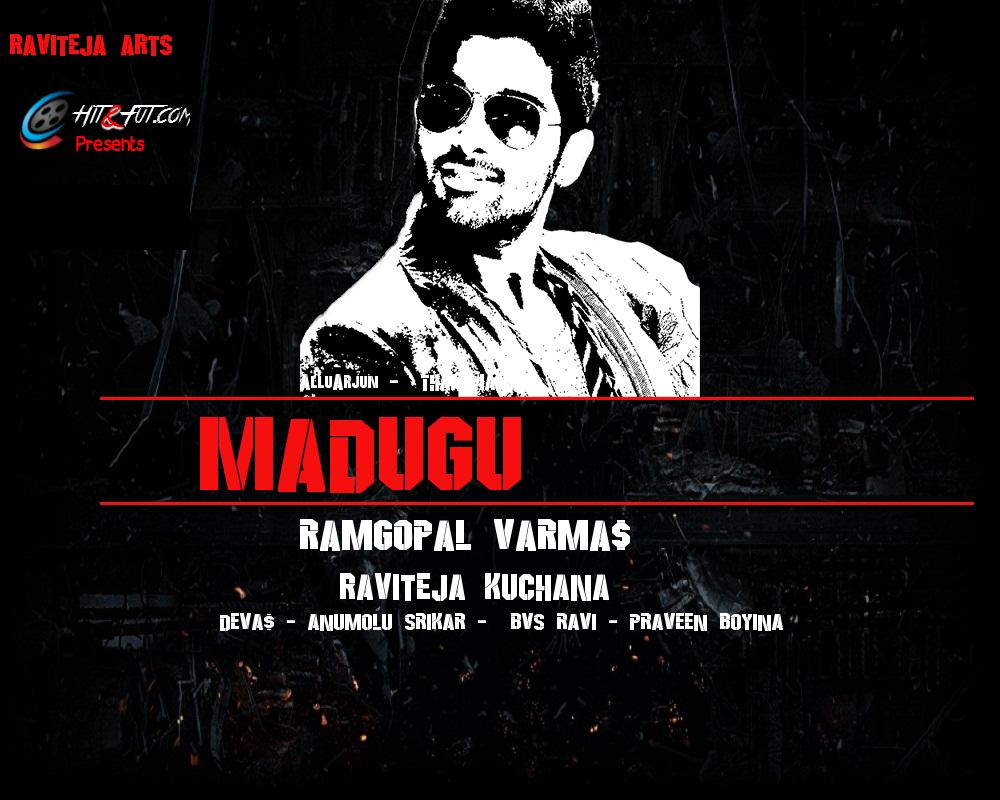 RAVITEJA ARTS
HIT&FUT.COM
Presents
ALLUARJUN -
MADUGU
RAMGOPAL VARMA$
RAVITEJA KUCHANA
DEVA$ - ANUMOLU SRIKAR - BVS RAVI - PRAVEEN BOYINA